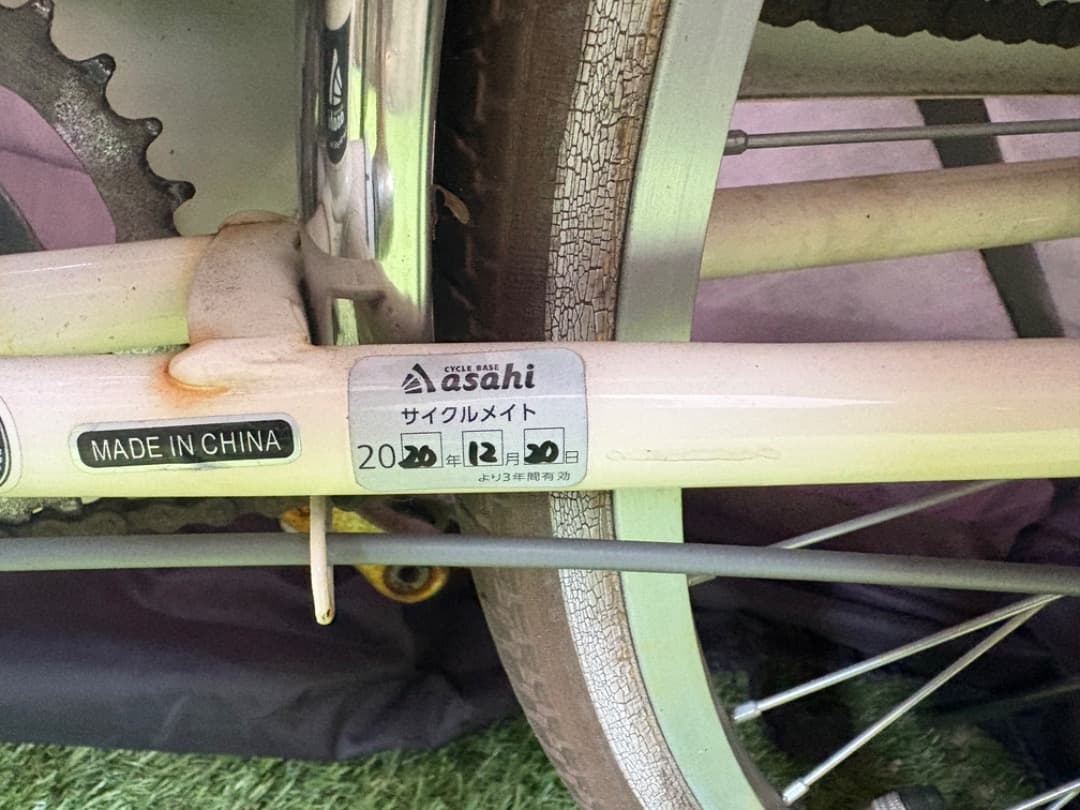 MADE IN CHINA
CYCLE BASE
asahi
サイクルメイト
2020年12月20日
より3年間有効